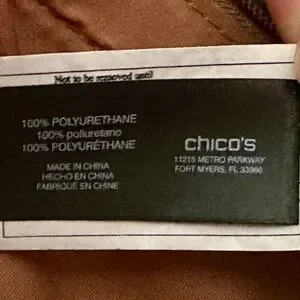 Not to be removed until
100% POLYURETHANE
100% poliuretano
100% POLYURÉTHANE
MADE IN CHINA
HECHO EN CHINA
FABRIQUÉ EN CHINE
chico's
11215 METRO PARKWAY
FORT MYERS, FL 33966